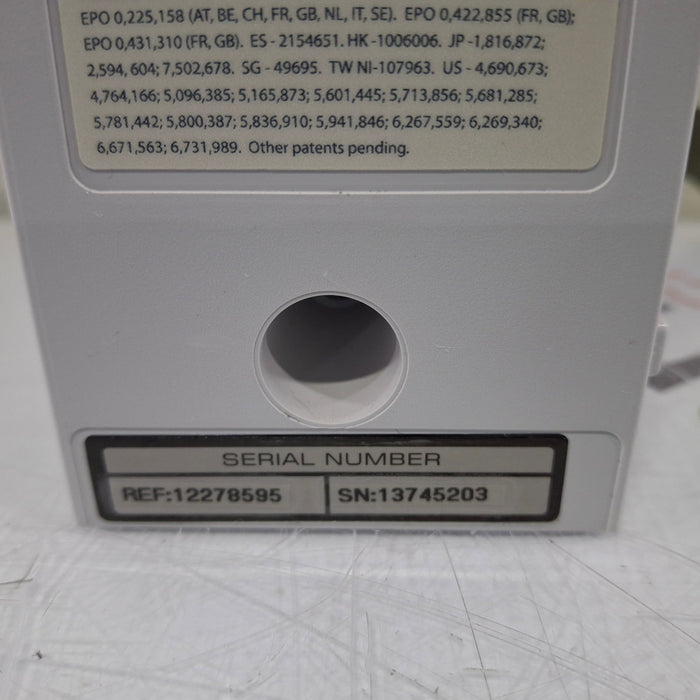 EPO 0,225,158 (AT, BE, CH, FR, GB, NL, IT, SE). EPO 0,422,855 (FR, GB);
EPO 0,431,310 (FR, GB). ES - 2154651. HK -1006006. JP -1,816,872;
2,594,604; 7,502,678. SG - 49695. TW NI-107963. US - 4,690,673;
4,764,166; 5,096,385; 5,165,873; 5,601,445; 5,713,856; 5,681,285;
5,781,442; 5,800,387; 5,836,910; 5,941,846; 6,267,559; 6,269,340;
6,671,563; 6,731,989. Other patents pending.
SERIAL NUMBER
REF:12278595 SN:13745203